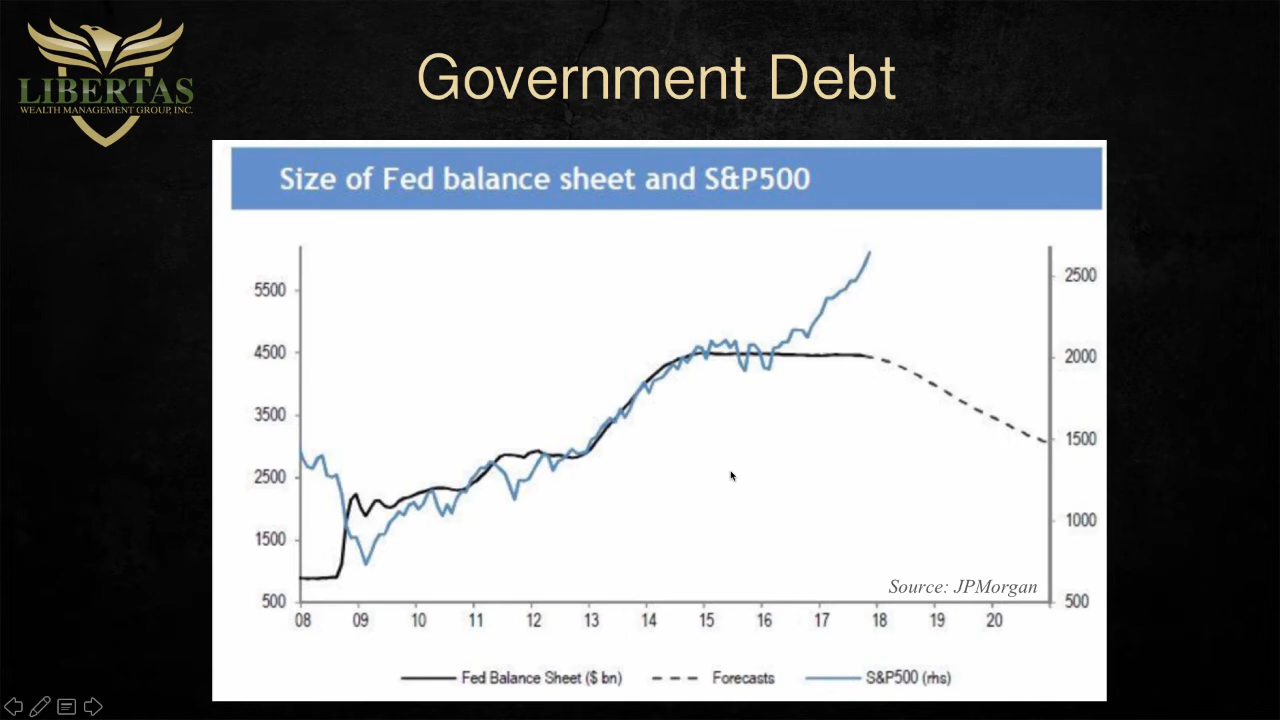 LIBERTAS
WEALTH MANAGEMENT GROUP, INC.
Government Debt
Size of Fed balance sheet and S&P500
5500
4500
3500
2500
1500
500
2500
2000
1500
1000
500
Source: JPMorgan
08 09 10 11 12 13 14 15 16 17 18 19 20
Fed Balance Sheet ($ bn) Forecasts S&P500 (rhs)